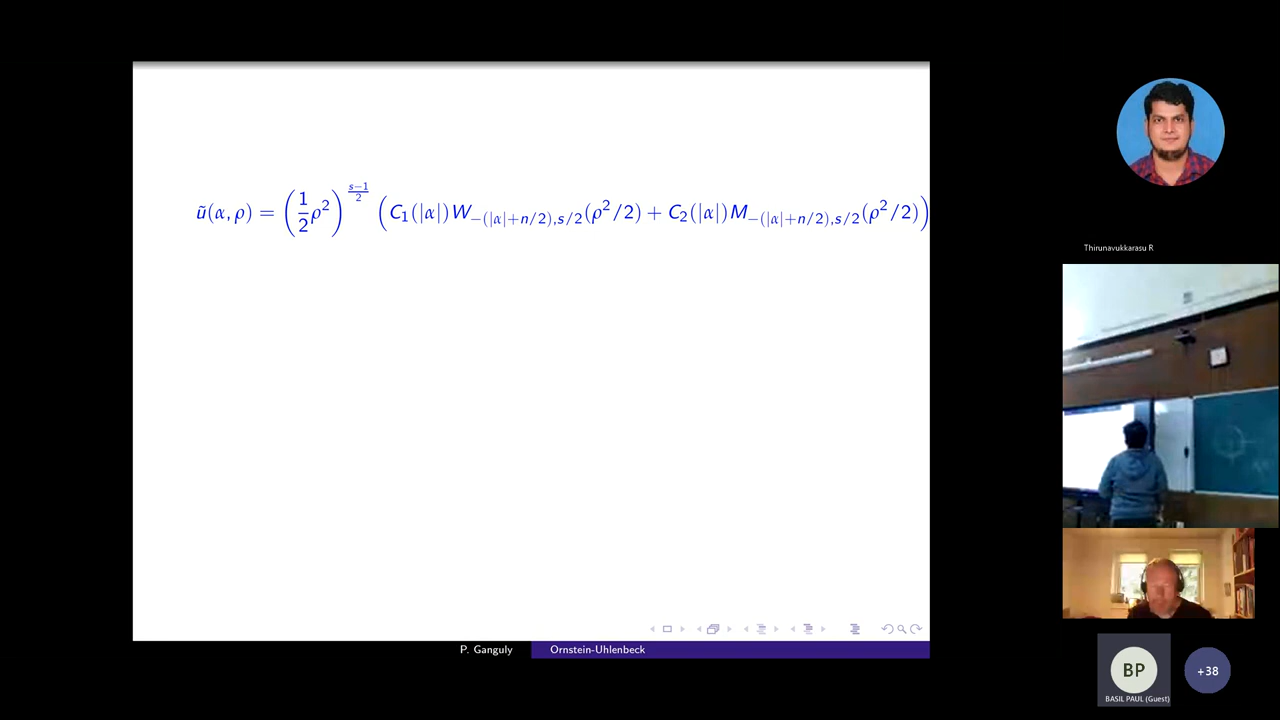 ũ(α, ρ) = (1/2 ρ²)^((s−1)/2) (C₁(|α|)W_{−(|α|+n/2),s/2}(ρ²/2) + C₂(|α|)M_{−(|α|+n/2),s/2}(ρ²/2))
Thirunavukkarasu R
P. Ganguly
Ornstein-Uhlenbeck
BP
BASIL PAUL (Guest)
+38